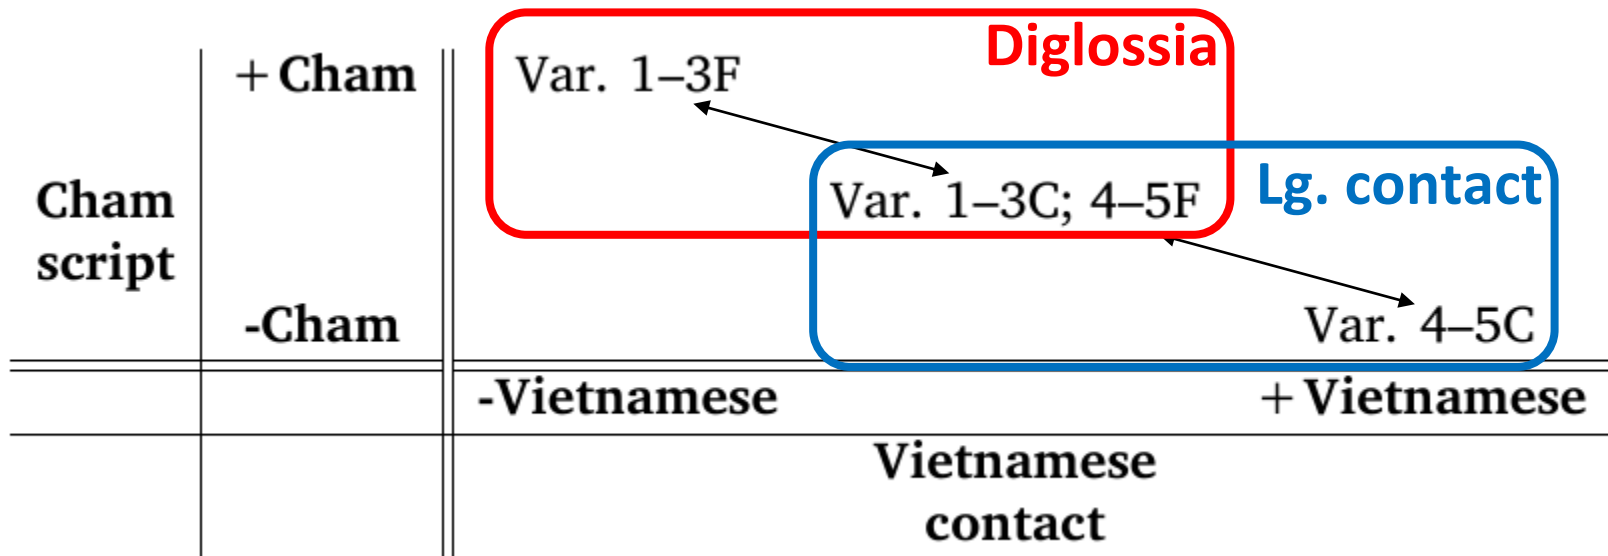 Diglossia
+Cham
Var. 1–3F
Lg. contact
Cham
script
Var. 1–3C; 4–5F
-Cham
Var. 4–5C
-Vietnamese
+Vietnamese
Vietnamese
contact